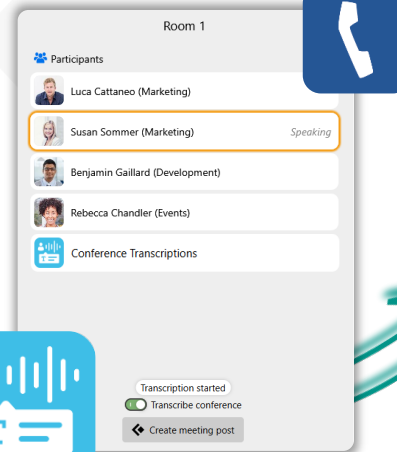 Room 1
Participants
Luca Cattaneo (Marketing)
Susan Sommer (Marketing) Speaking
Benjamin Gaillard (Development)
Rebecca Chandler (Events)
Conference Transcriptions
Transcription started
Transcribe conference
Create meeting post